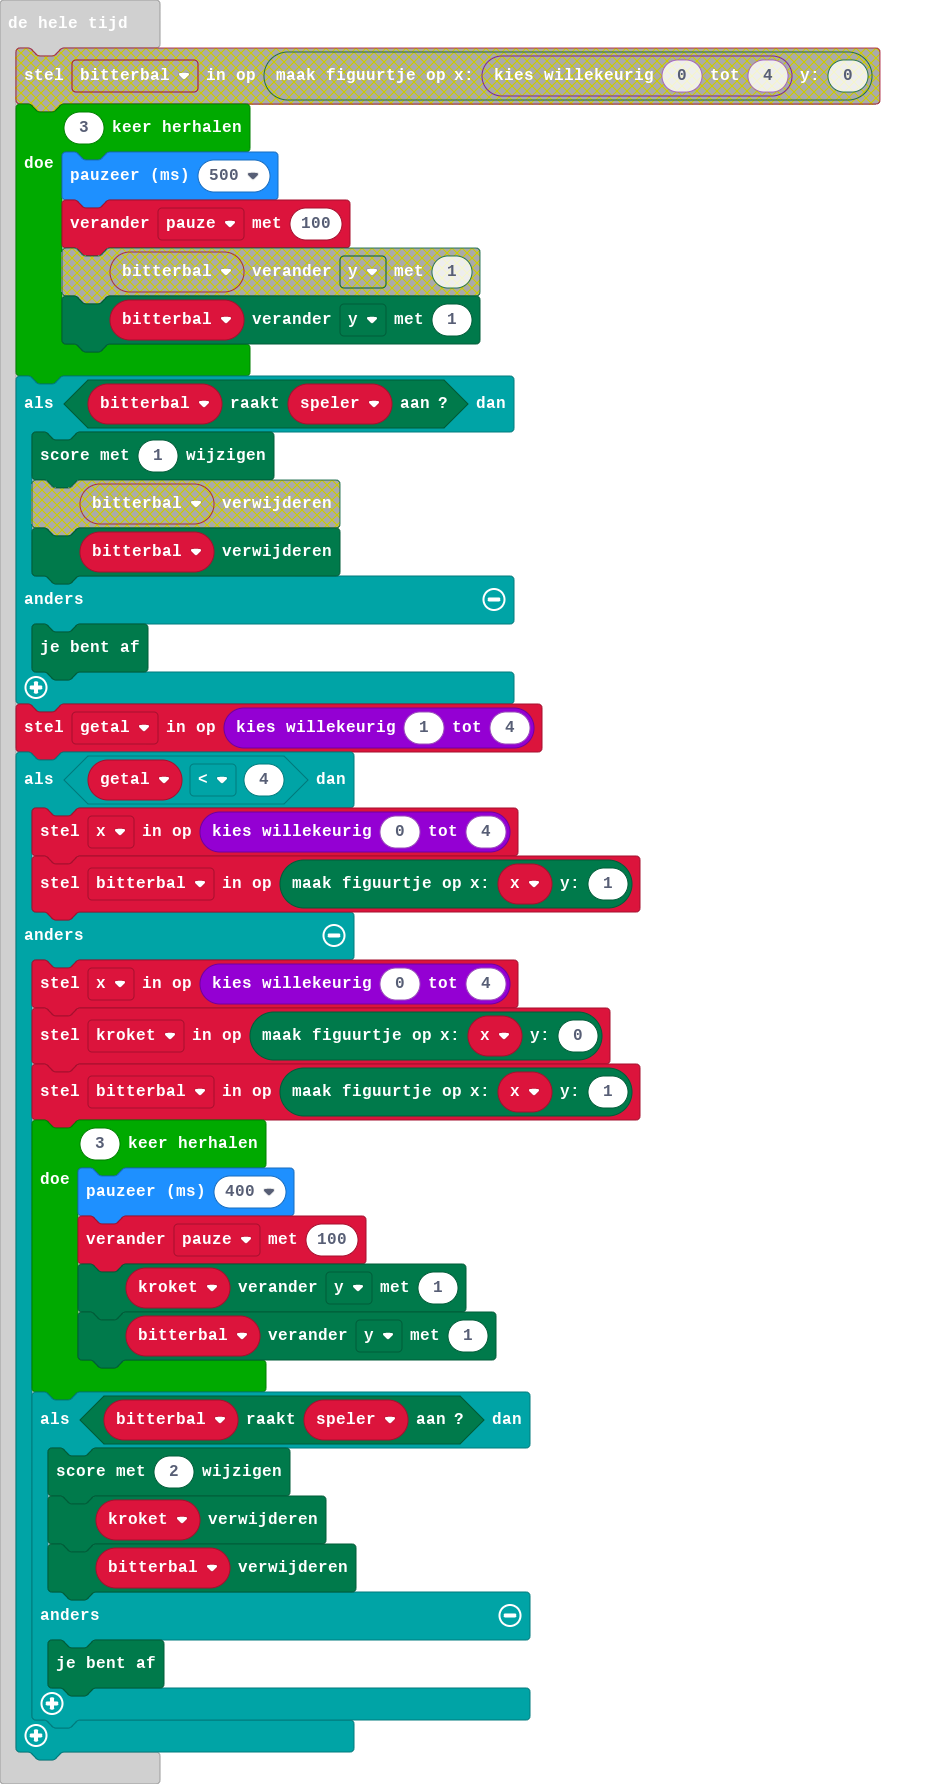 de hele tijd
stel bitterbal in op maak figuurtje op x: kies willekeurig 0 tot 4 y: 0
3 keer herhalen
doe
pauzeer (ms) 500
verander pauze met 100
bitterbal verander y met 1
bitterbal verander y met 1
als bitterbal raakt speler aan ? dan
score met 1 wijzigen
bitterbal verwijderen
bitterbal verwijderen
anders
je bent af
stel getal in op kies willekeurig 1 tot 4
als getal < 4 dan
stel x in op kies willekeurig 0 tot 4
stel bitterbal in op maak figuurtje op x: x y: 1
anders
stel x in op kies willekeurig 0 tot 4
stel kroket in op maak figuurtje op x: x y: 0
stel bitterbal in op maak figuurtje op x: x y: 1
3 keer herhalen
doe
pauzeer (ms) 400
verander pauze met 100
kroket verander y met 1
bitterbal verander y met 1
als bitterbal raakt speler aan ? dan
score met 2 wijzigen
kroket verwijderen
bitterbal verwijderen
anders
je bent af